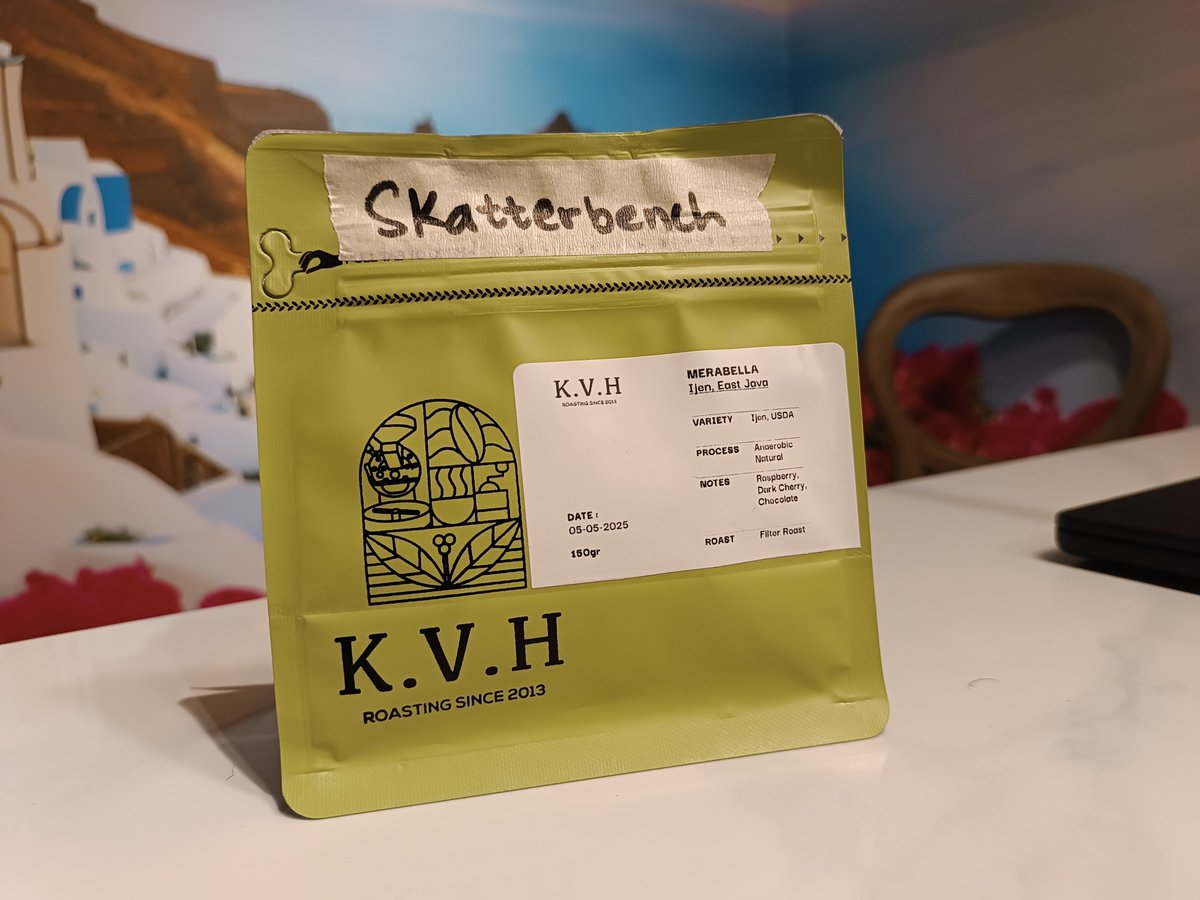 SKatterbench
K.V.H
ROASTING SINCE 2013
MERABELLA
Ijen, East Java
VARIETY Ijen, USDA
PROCESS Anaerobic
Natural
NOTES Raspberry,
Dark Cherry,
Chocolate
ROAST Filter Roast
DATE :
05-05-2025
150gr
K.V.H
ROASTING SINCE 2013